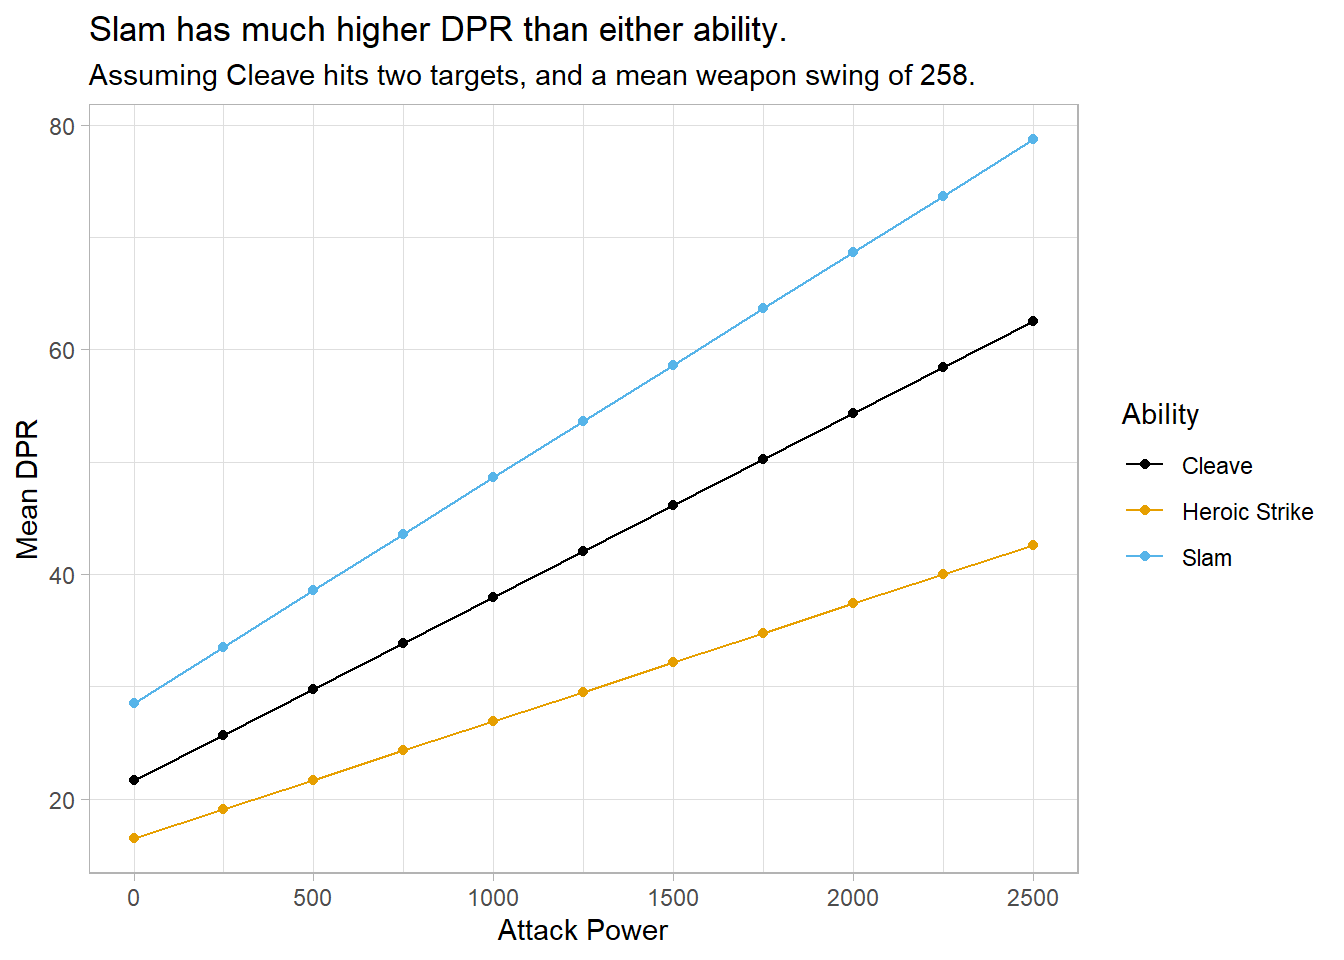 Slam has much higher DPR than either ability.
Assuming Cleave hits two targets, and a mean weapon swing of 258.
80
60
40
20
Mean DPR
0 500 1000 1500 2000 2500
Attack Power
Ability
Cleave
Heroic Strike
Slam